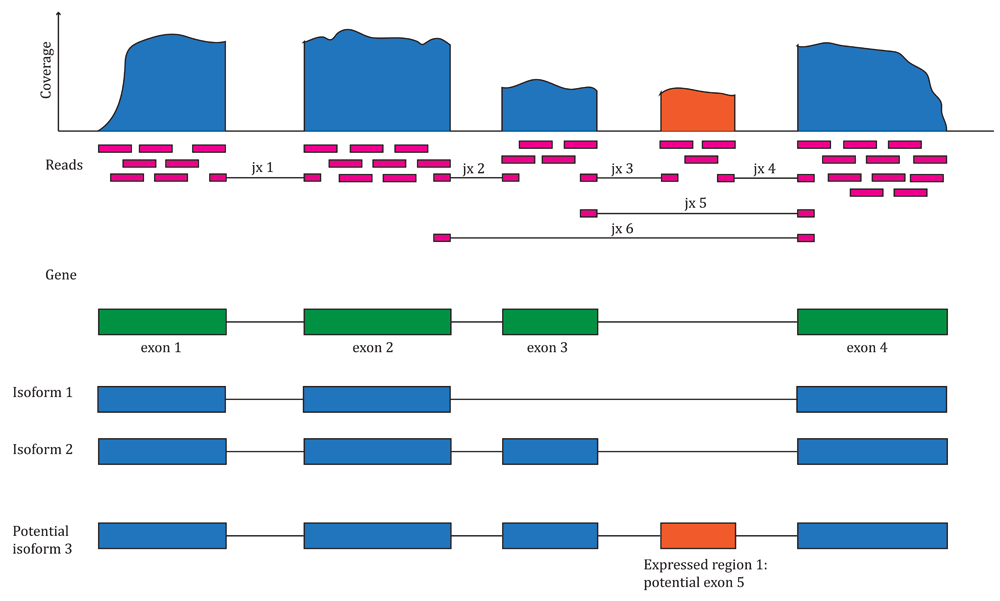 Coverage
Reads
jx 1
jx 2
jx 3
jx 4
jx 5
jx 6
Gene
exon 1
exon 2
exon 3
exon 4
Isoform 1
Isoform 2
Potential
isoform 3
Expressed region 1:
potential exon 5